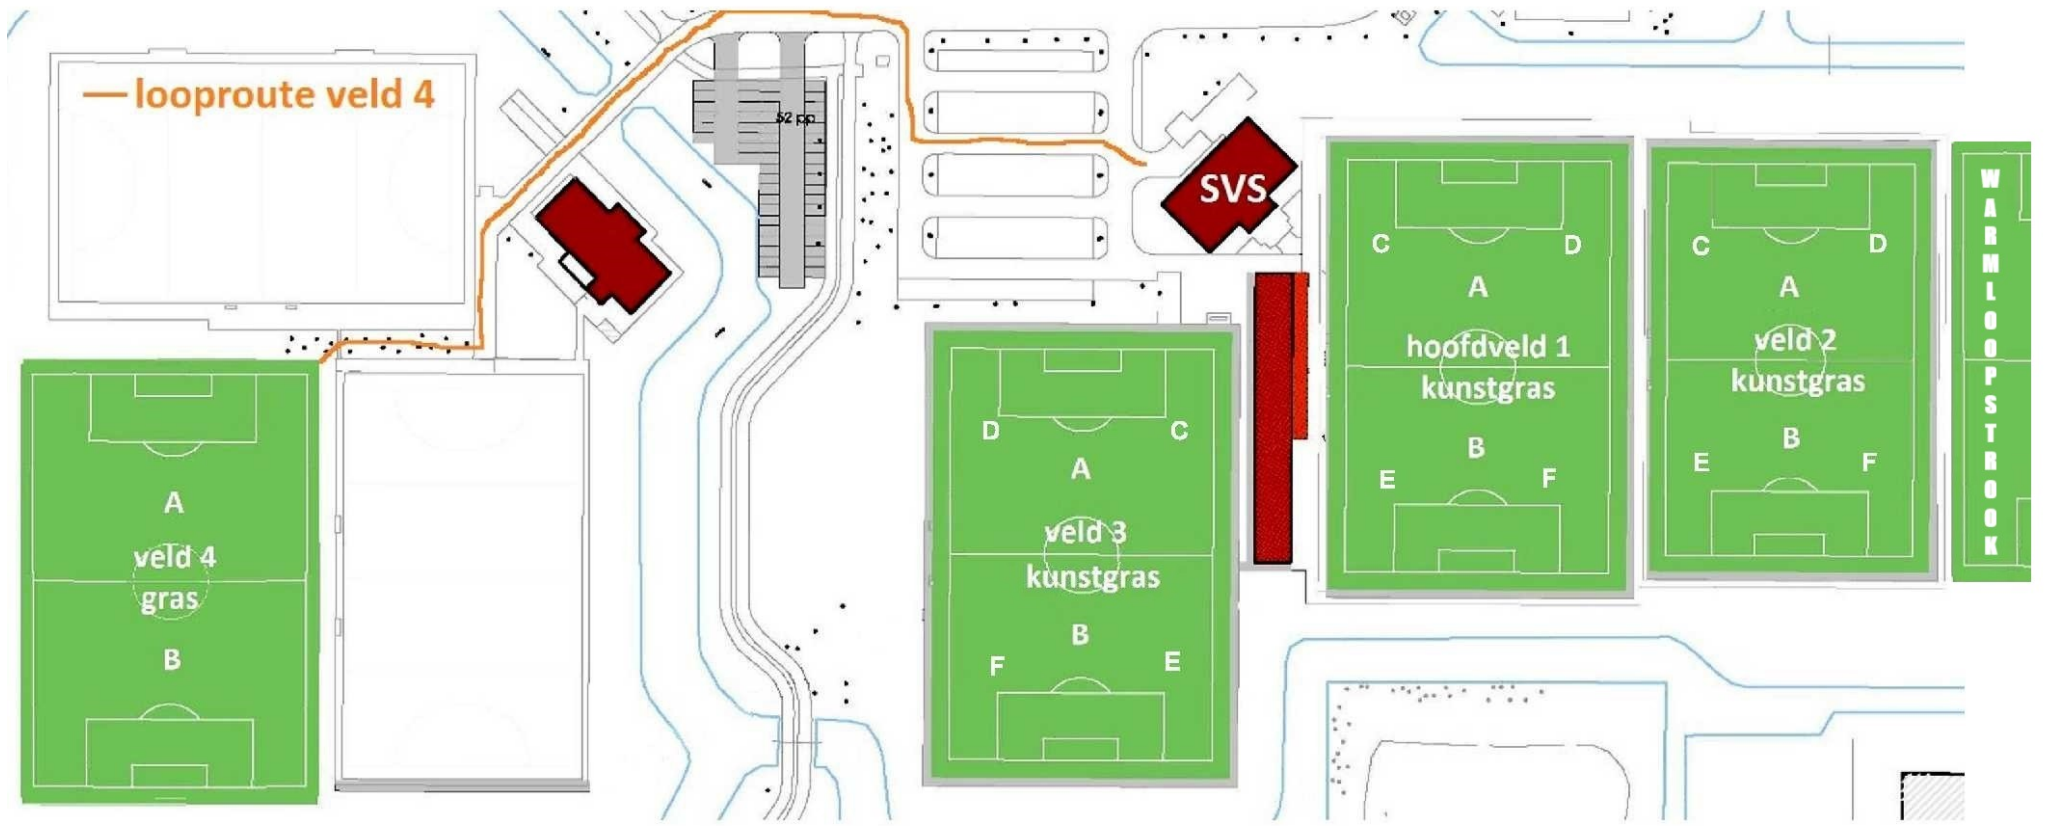 looproute veld 4
52 pp
SVS
A
veld 4
gras
B
D
C
A
veld 3
kunstgras
B
F
E
C
D
A
hoofdveld 1
kunstgras
B
E
F
C
D
A
veld 2
kunstgras
B
E
F
WARMLOOPSTROOK